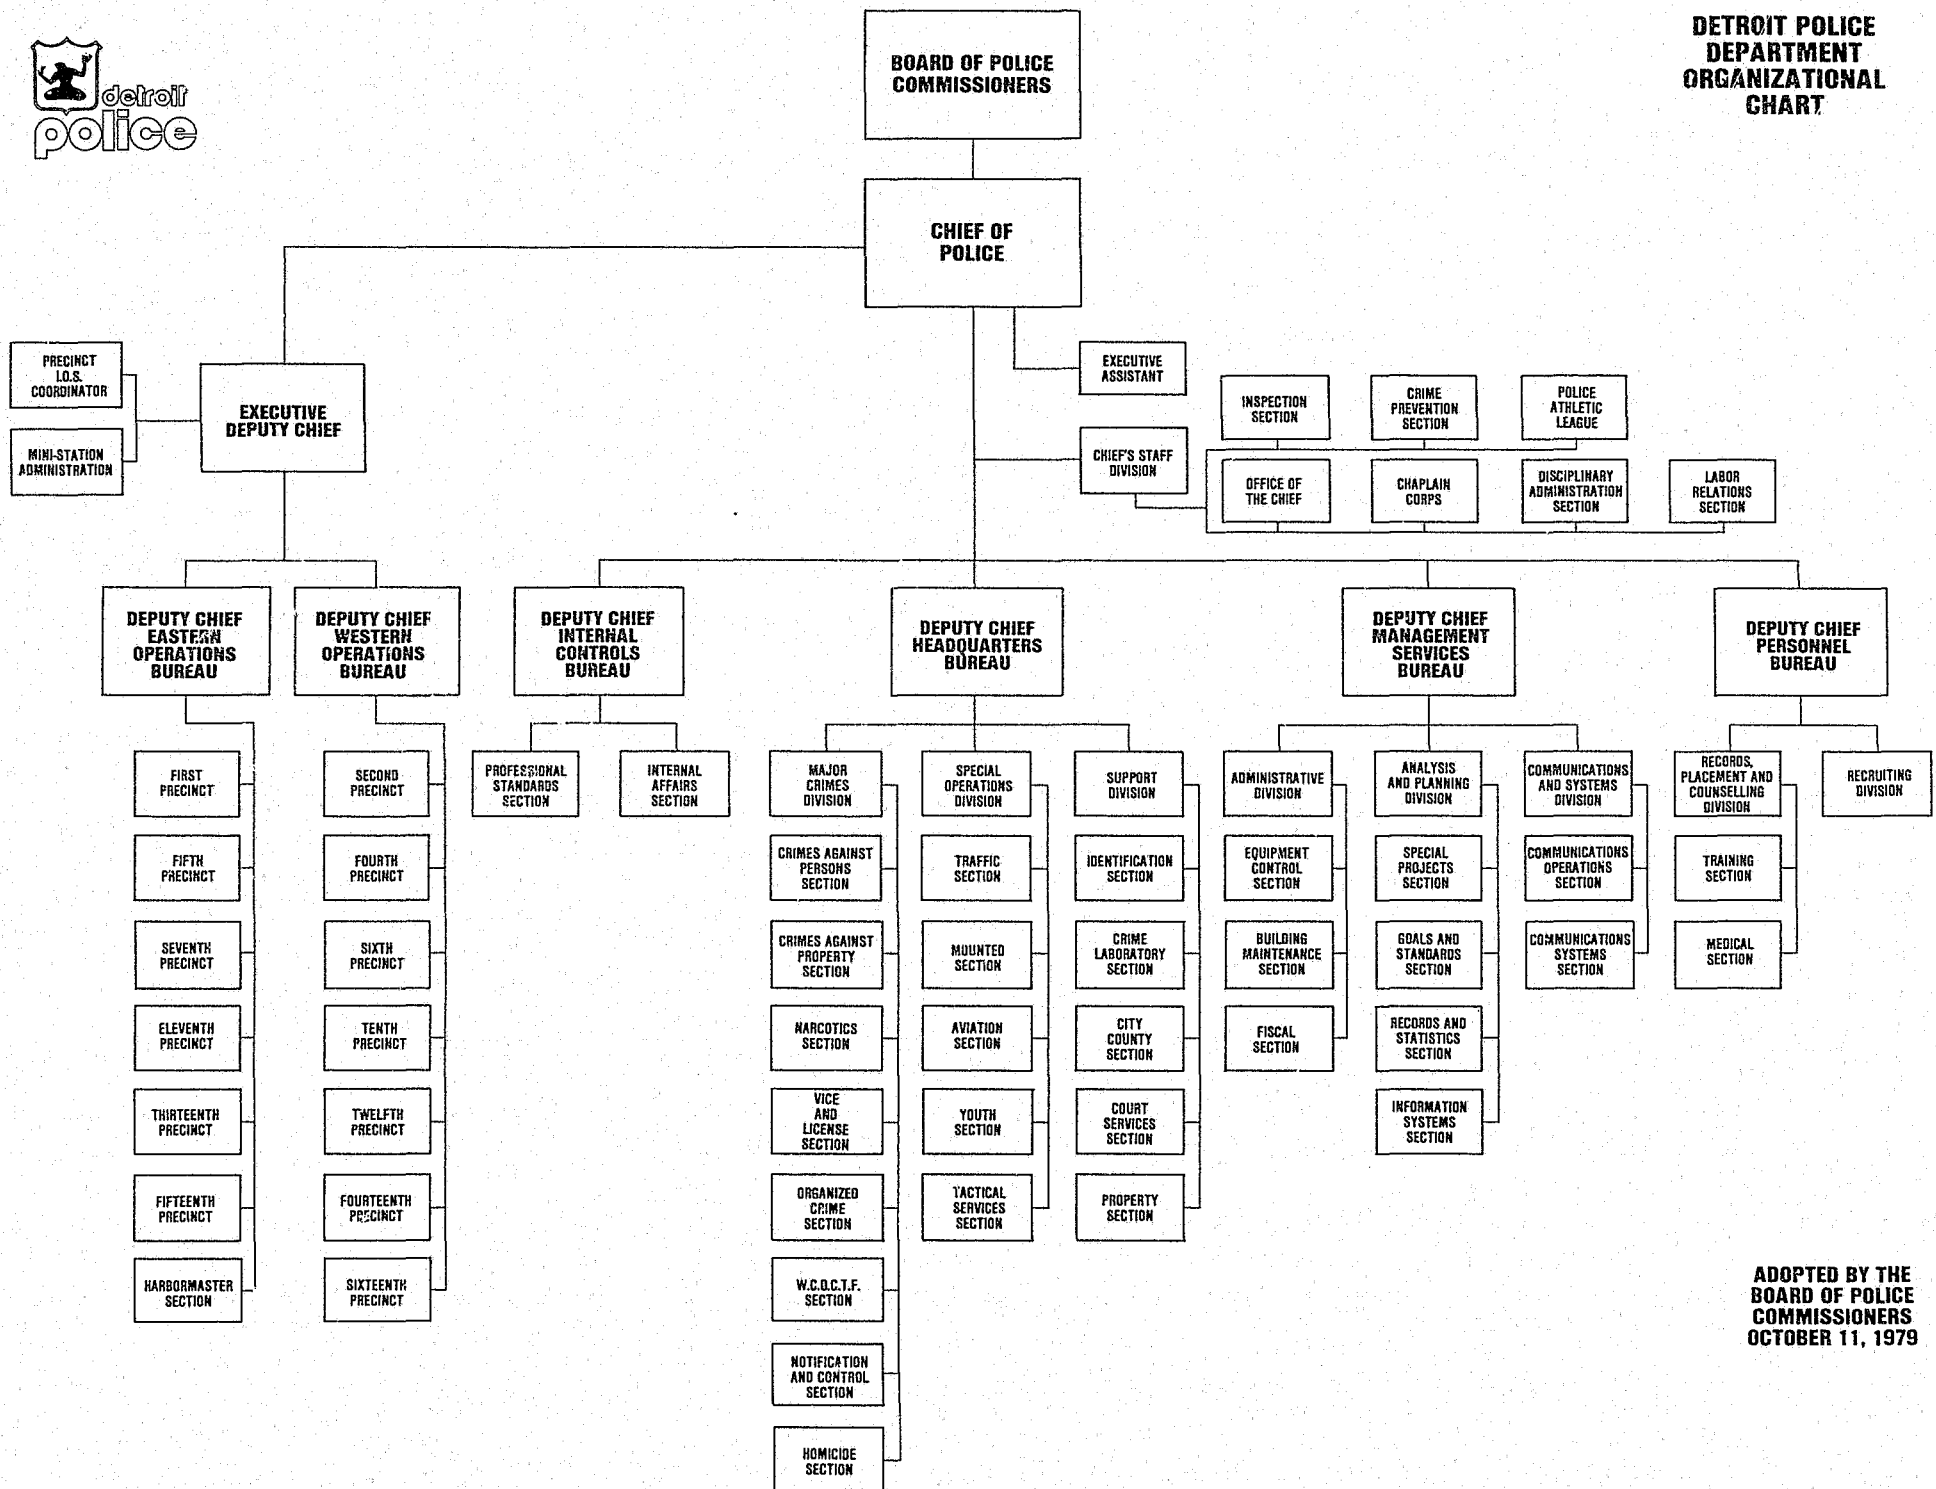 detroit
police
DETROIT POLICE
DEPARTMENT
ORGANIZATIONAL
CHART
BOARD OF POLICE
COMMISSIONERS
CHIEF OF
POLICE
PRECINCT
I.O.S.
COORDINATOR
MINI-STATION
ADMINISTRATION
EXECUTIVE
DEPUTY CHIEF
EXECUTIVE
ASSISTANT
CHIEF'S STAFF
DIVISION
INSPECTION
SECTION
CRIME
PREVENTION
SECTION
POLICE
ATHLETIC
LEAGUE
OFFICE OF
THE CHIEF
CHAPLAIN
CORPS
DISCIPLINARY
ADMINISTRATION
SECTION
LABOR
RELATIONS
SECTION
DEPUTY CHIEF
EASTERN
OPERATIONS
BUREAU
DEPUTY CHIEF
WESTERN
OPERATIONS
BUREAU
DEPUTY CHIEF
INTERNAL
CONTROLS
BUREAU
DEPUTY CHIEF
HEADQUARTERS
BUREAU
DEPUTY CHIEF
MANAGEMENT
SERVICES
BUREAU
DEPUTY CHIEF
PERSONNEL
BUREAU
FIRST
PRECINCT
FIFTH
PRECINCT
SEVENTH
PRECINCT
ELEVENTH
PRECINCT
THIRTEENTH
PRECINCT
FIFTEENTH
PRECINCT
HARBORMASTER
SECTION
SECOND
PRECINCT
FOURTH
PRECINCT
SIXTH
PRECINCT
TENTH
PRECINCT
TWELFTH
PRECINCT
FOURTEENTH
PRECINCT
SIXTEENTH
PRECINCT
PROFESSIONAL
STANDARDS
SECTION
INTERNAL
AFFAIRS
SECTION
MAJOR
CRIMES
DIVISION
CRIMES AGAINST
PERSONS
SECTION
CRIMES AGAINST
PROPERTY
SECTION
NARCOTICS
SECTION
VICE
AND
LICENSE
SECTION
ORGANIZED
CRIME
SECTION
W.C.O.C.T.F.
SECTION
NOTIFICATION
AND CONTROL
SECTION
HOMICIDE
SECTION
SPECIAL
OPERATIONS
DIVISION
TRAFFIC
SECTION
MOUNTED
SECTION
AVIATION
SECTION
YOUTH
SECTION
TACTICAL
SERVICES
SECTION
SUPPORT
DIVISION
IDENTIFICATION
SECTION
CRIME
LABORATORY
SECTION
CITY
COUNTY
SECTION
COURT
SERVICES
SECTION
PROPERTY
SECTION
ADMINISTRATIVE
DIVISION
EQUIPMENT
CONTROL
SECTION
BUILDING
MAINTENANCE
SECTION
FISCAL
SECTION
ANALYSIS
AND PLANNING
DIVISION
SPECIAL
PROJECTS
SECTION
GOALS AND
STANDARDS
SECTION
RECORDS AND
STATISTICS
SECTION
INFORMATION
SYSTEMS
SECTION
COMMUNICATIONS
AND SYSTEMS
DIVISION
COMMUNICATIONS
OPERATIONS
SECTION
COMMUNICATIONS
SYSTEMS
SECTION
RECORDS,
PLACEMENT AND
COUNSELLING
DIVISION
TRAINING
SECTION
MEDICAL
SECTION
RECRUITING
DIVISION
ADOPTED BY THE
BOARD OF POLICE
COMMISSIONERS
OCTOBER 11, 1979